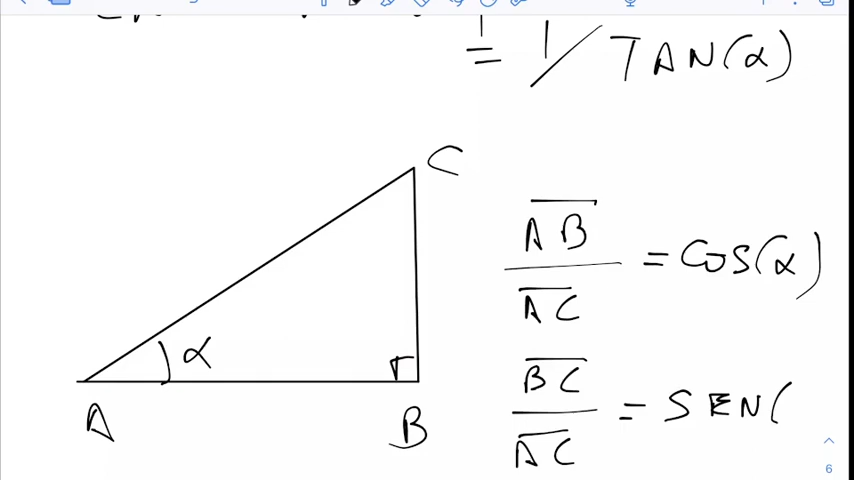 = 1/TAN(α)
C
AB
AC
= COS(α)
α
BC
AC
= SEN(
A
B
6